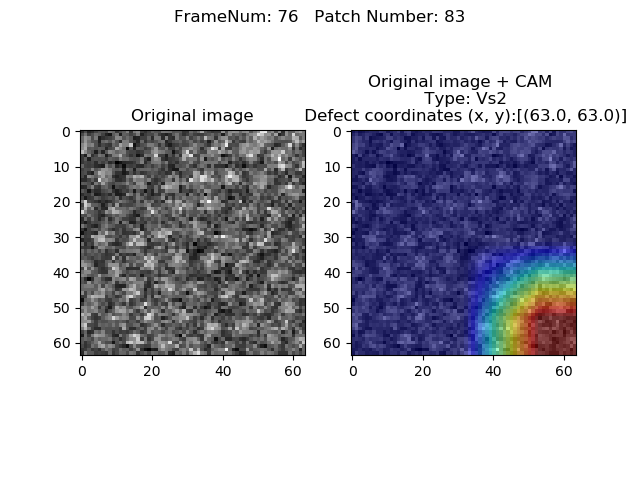 FrameNum: 76   Patch Number: 83
Original image
Original image + CAM
Type: Vs2
Defect coordinates (x, y):[(63.0, 63.0)]
0
10
20
30
40
50
60
0 20 40 60
0
10
20
30
40
50
60
0 20 40 60